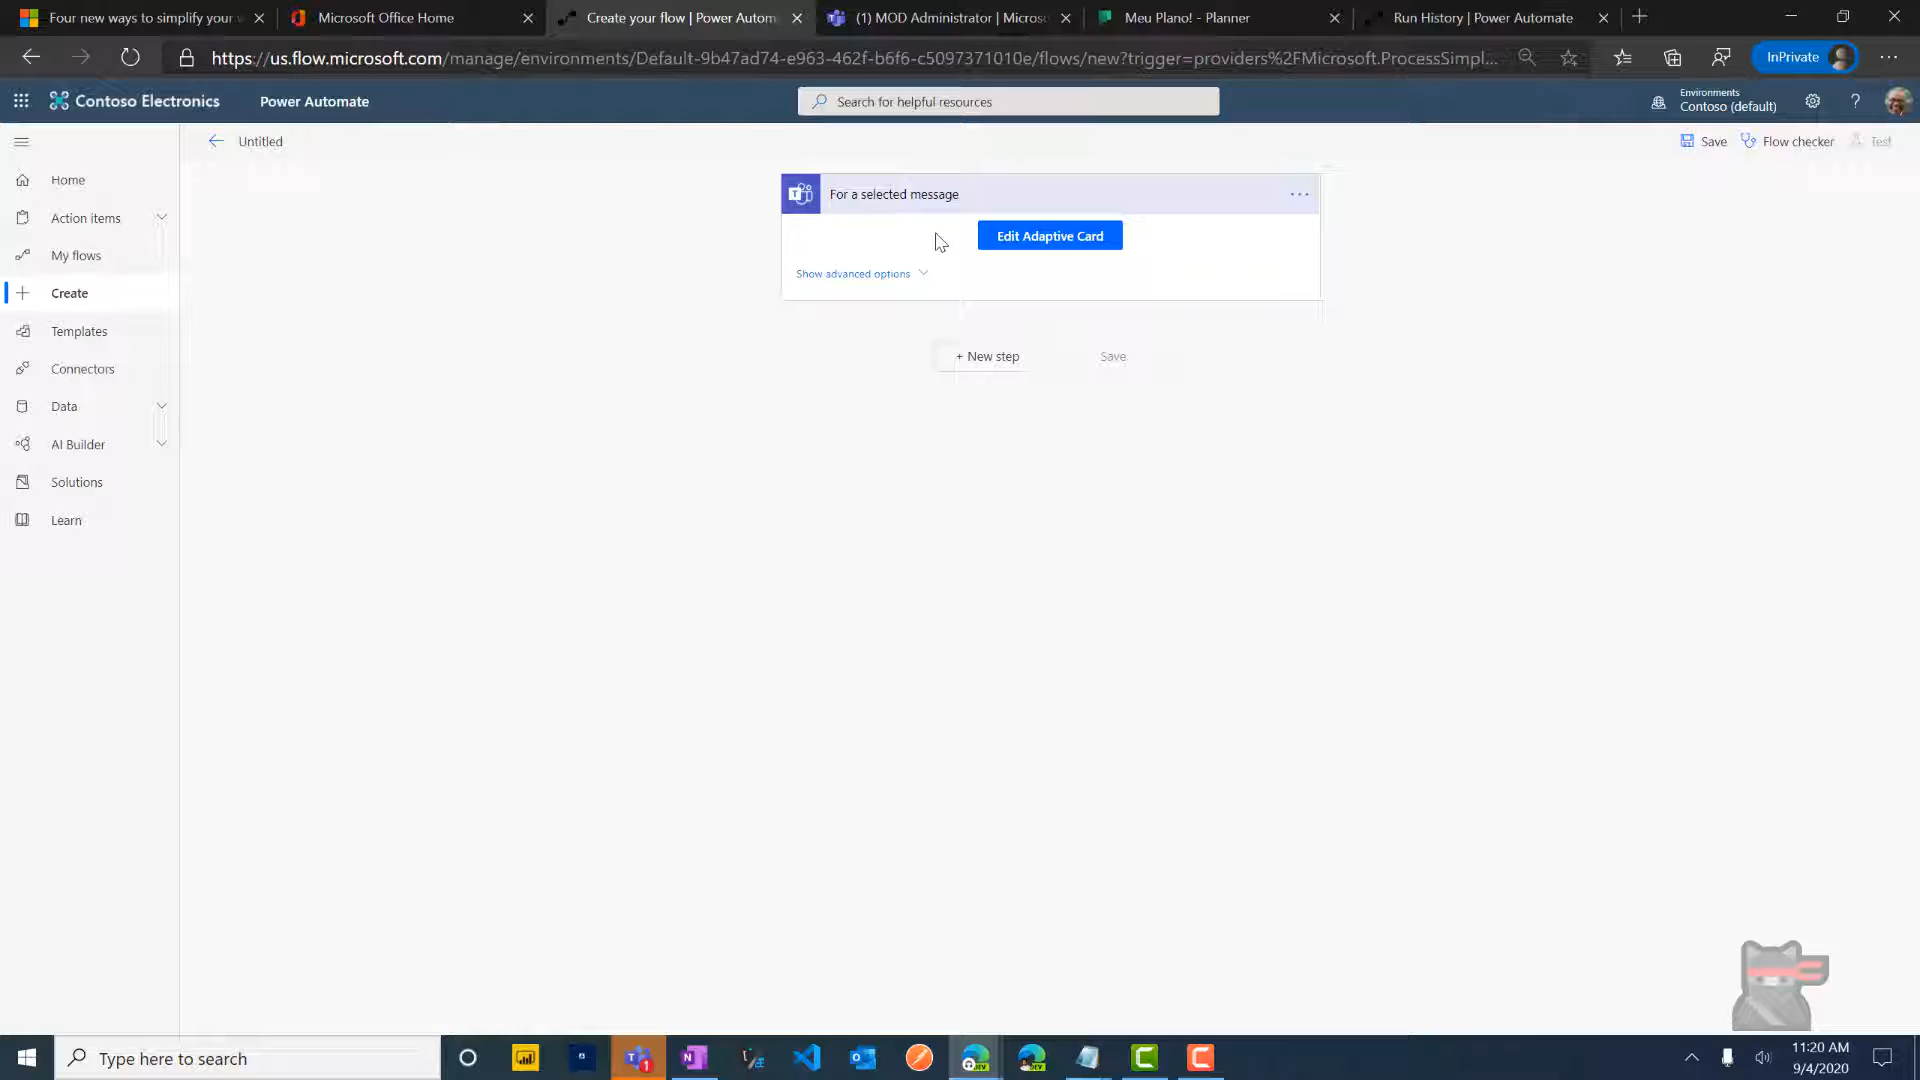 Four new ways to simplify your w
Microsoft Office Home
Create your flow | Power Autom
(1) MOD Administrator | Microso
Meu Plano! - Planner
Run History | Power Automate
https://us.flow.microsoft.com/manage/environments/Default-9b47ad74-e963-462f-b6f6-c5097371010e/flows/new?trigger=providers%2FMicrosoft.ProcessSimpl...
InPrivate
Contoso Electronics
Power Automate
Search for helpful resources
Environments
Contoso (default)
Untitled
Save
Flow checker
Test
Home
Action items
My flows
Create
Templates
Connectors
Data
AI Builder
Solutions
Learn
For a selected message
Edit Adaptive Card
Show advanced options
+ New step
Save
Type here to search
11:20 AM
9/4/2020